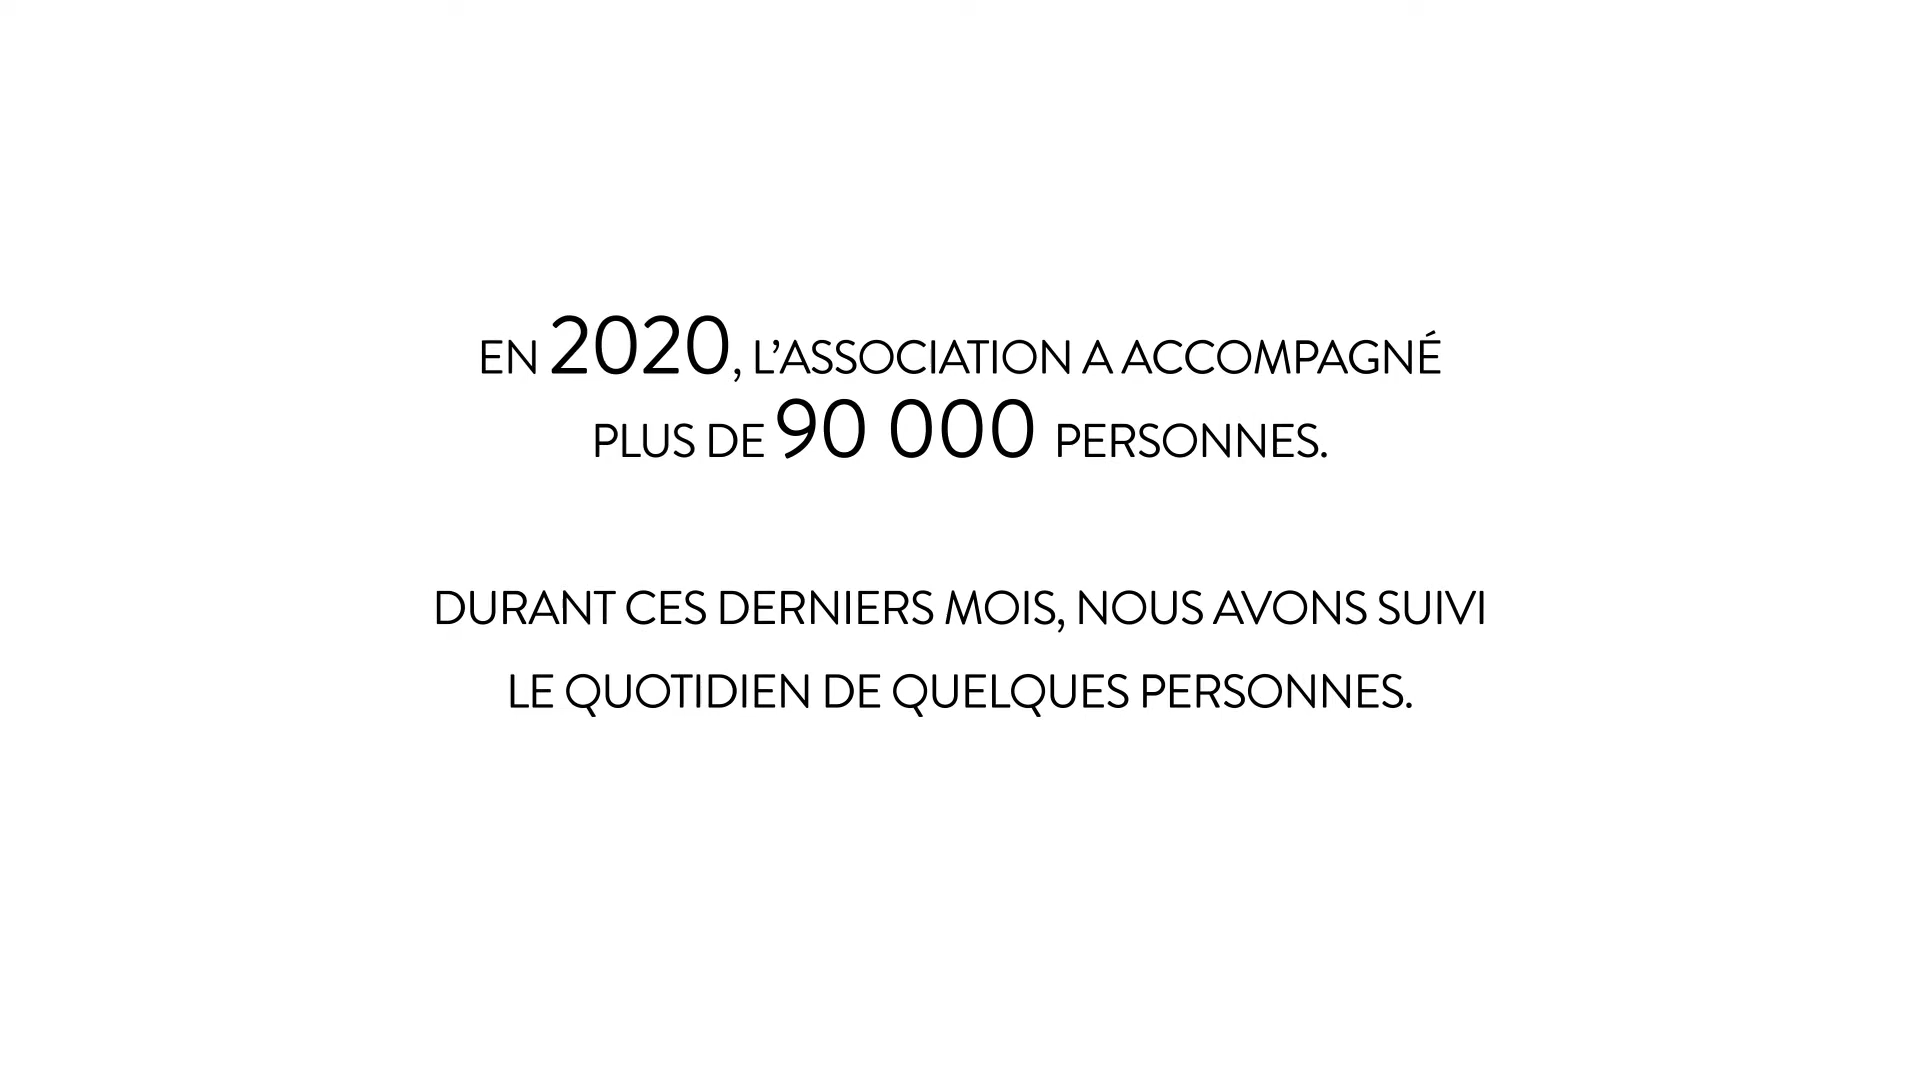 EN 2020, L’ASSOCIATION A ACCOMPAGNÉ
PLUS DE 90 000 PERSONNES.
DURANT CES DERNIERS MOIS, NOUS AVONS SUIVI
LE QUOTIDIEN DE QUELQUES PERSONNES.